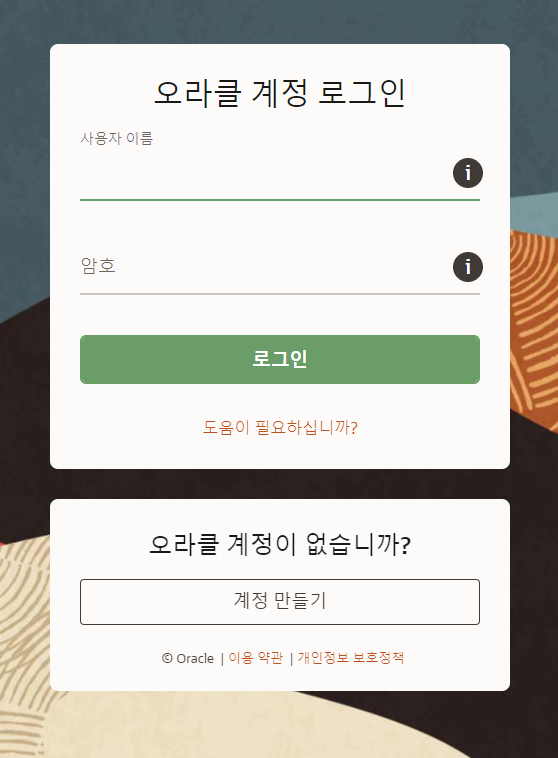 오라클 계정 로그인
사용자 이름
i
암호
i
로그인
도움이 필요하십니까?
오라클 계정이 없습니까?
계정 만들기
© Oracle | 이용 약관 | 개인정보 보호정책